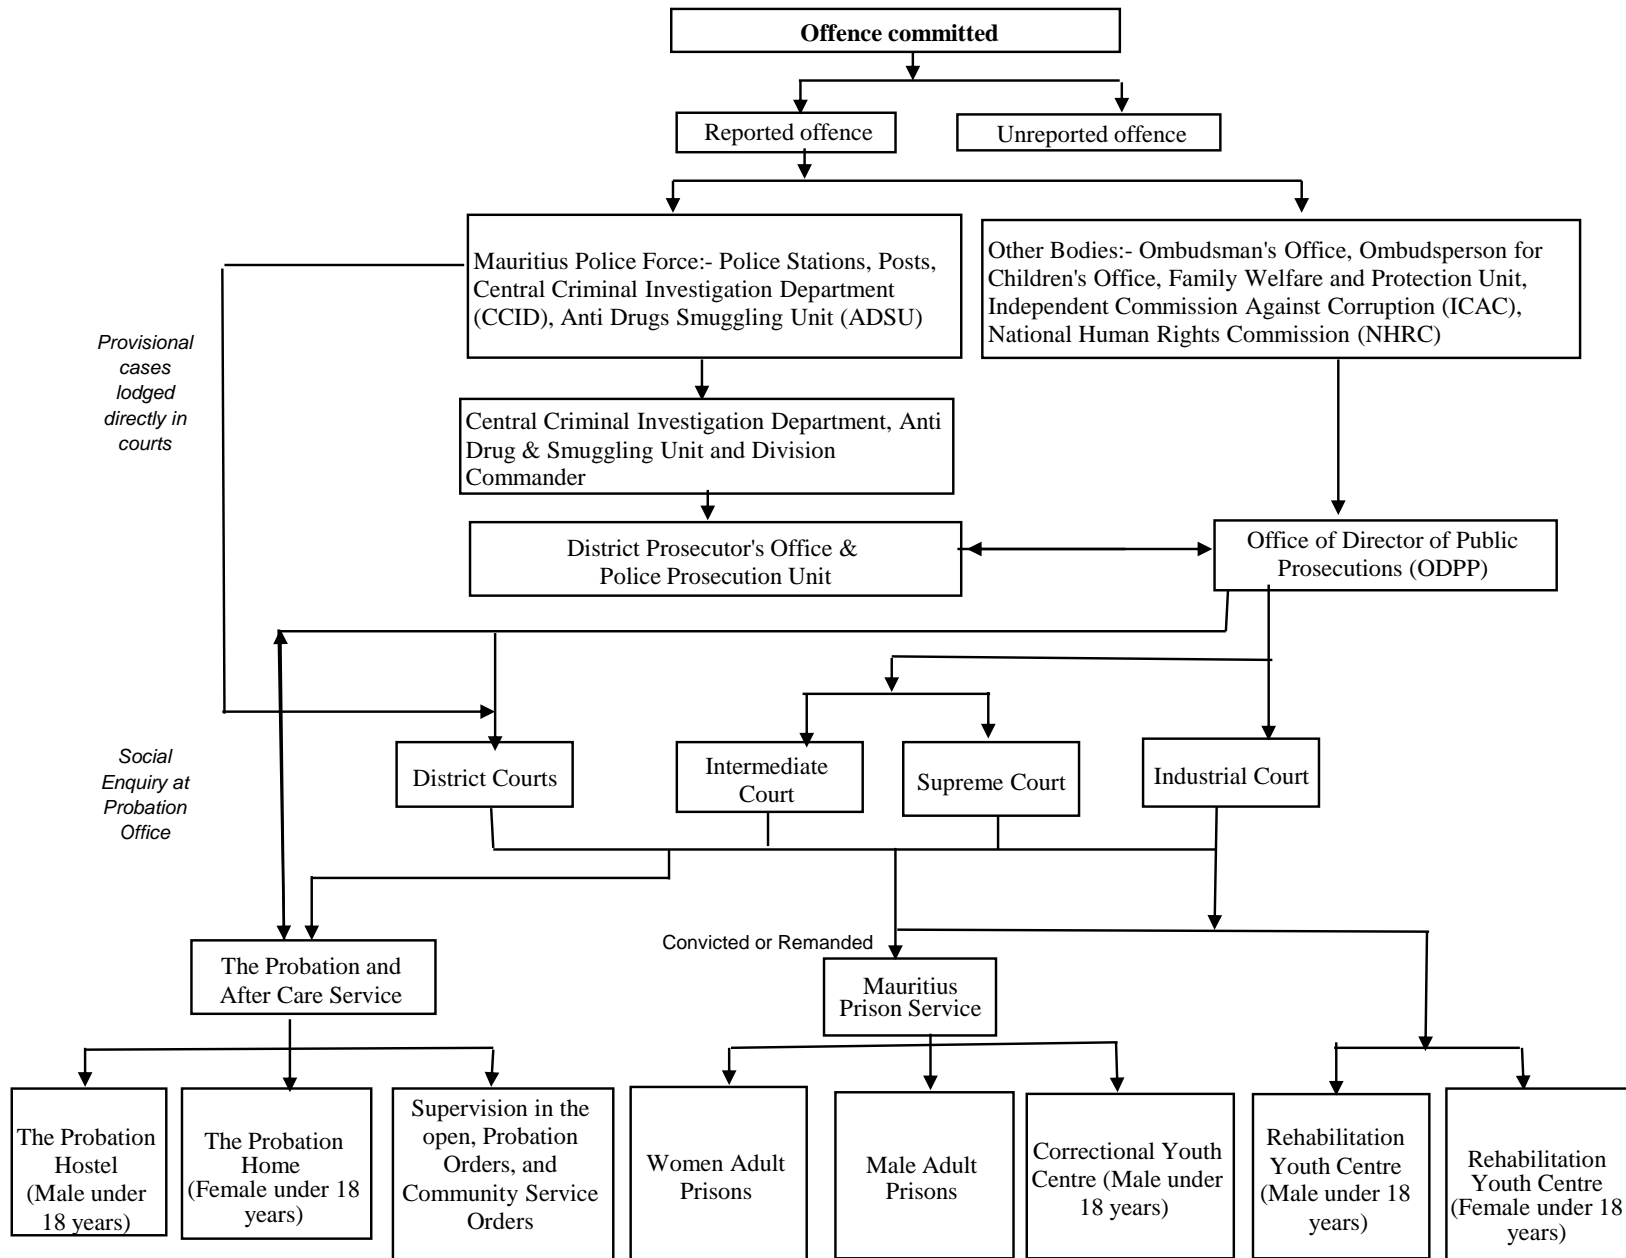 Offence committed
Reported offence
Unreported offence
Mauritius Police Force:- Police Stations, Posts,
Central Criminal Investigation Department
(CCID), Anti Drugs Smuggling Unit (ADSU)
Other Bodies:- Ombudsman's Office, Ombudsperson for
Children's Office, Family Welfare and Protection Unit,
Independent Commission Against Corruption (ICAC),
National Human Rights Commission (NHRC)
Provisional
cases
lodged
directly in
courts
Central Criminal Investigation Department, Anti
Drug & Smuggling Unit and Division
Commander
District Prosecutor's Office &
Police Prosecution Unit
Office of Director of Public
Prosecutions (ODPP)
Social
Enquiry at
Probation
Office
District Courts
Intermediate
Court
Supreme Court
Industrial Court
Convicted or Remanded
The Probation and
After Care Service
Mauritius
Prison Service
The Probation
Hostel
(Male under
18 years)
The Probation
Home
(Female under 18
years)
Supervision in the
open, Probation
Orders, and
Community Service
Orders
Women Adult
Prisons
Male Adult
Prisons
Correctional Youth
Centre (Male under
18 years)
Rehabilitation
Youth Centre
(Male under 18
years)
Rehabilitation
Youth Centre
(Female under 18
years)